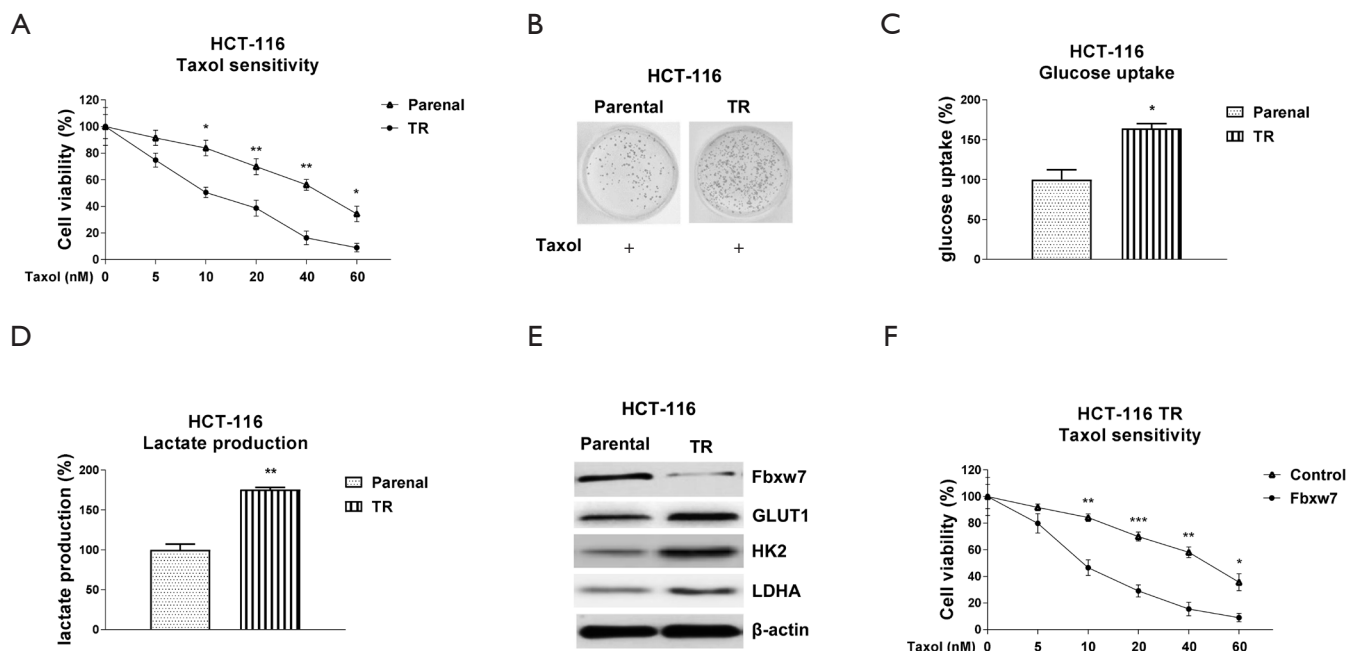 A
HCT-116
Taxol sensitivity
Cell viability (%)
120
100
80
60
40
20
0
*
**
**
*
Parenal
TR
Taxol (nM)
0 5 10 20 40 60
B
HCT-116
Parental TR
Taxol + +
C
HCT-116
Glucose uptake
glucose uptake (%)
200
150
100
50
0
*
Parenal
TR
D
HCT-116
Lactate production
lactate production (%)
200
150
100
50
0
**
Parenal
TR
E
HCT-116
Parental TR
Fbxw7
GLUT1
HK2
LDHA
β-actin
F
HCT-116 TR
Taxol sensitivity
Cell viability (%)
120
100
80
60
40
20
0
**
***
**
*
Control
Fbxw7
Taxol (nM) 0 5 10 20 40 60